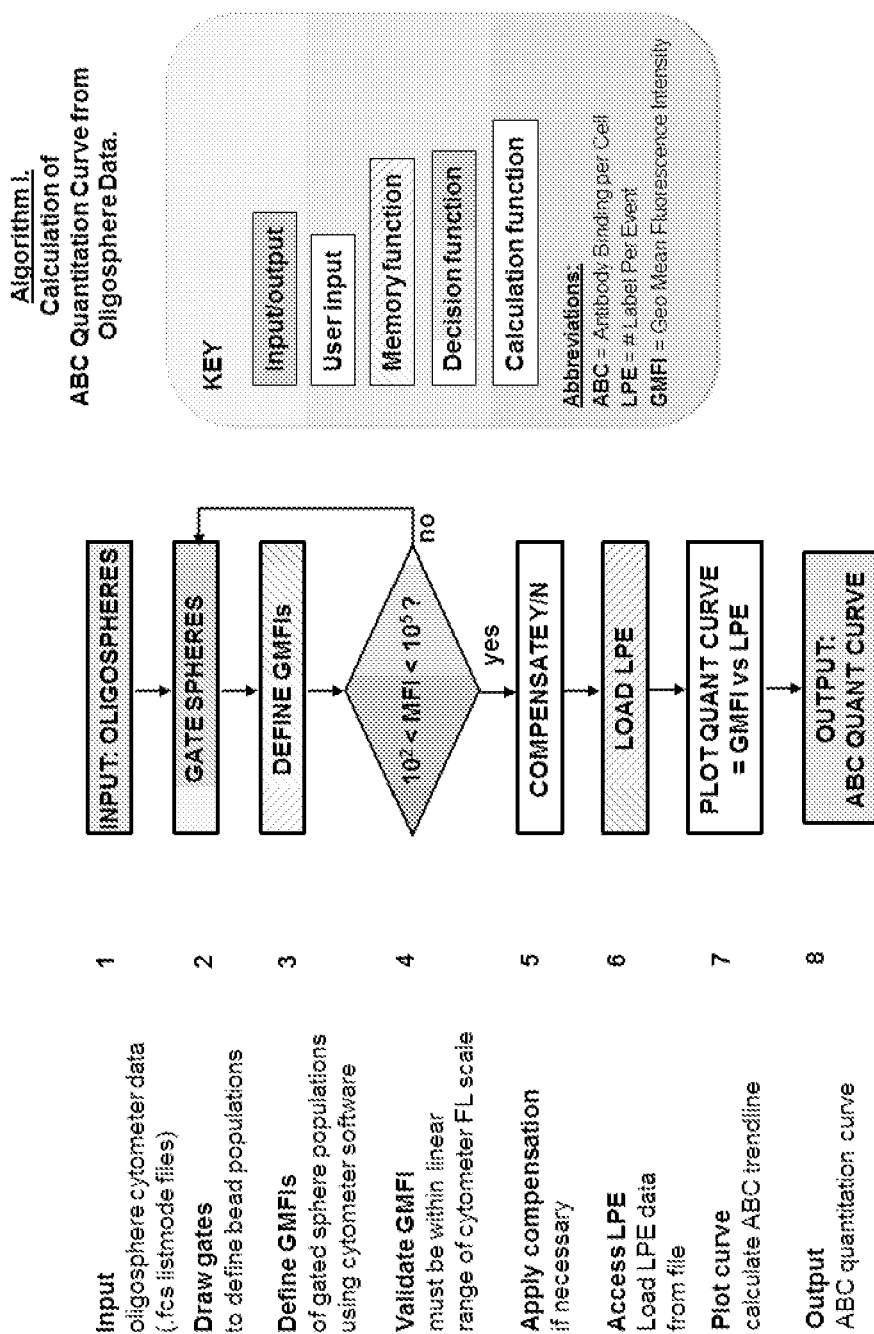 Algorithm I.
Calculation of
ABC Quantitation Curve from
Oligosphere Data.
Input
oligosphere cytometer data
(.fcs listmode files)
1
INPUT: OLIGOSPHERES
Draw gates
to define bead populations
2
GATE SPHERES
Define GMFIs
of gated sphere populations
using cytometer software
3
DEFINE GMFIs
Validate GMFI
must be within linear
range of cytometer FL scale
4
10² < MFI < 10⁵ ?
no
yes
Apply compensation
if necessary
5
COMPENSATE Y/N
Access LPE
Load LPE data
from file
6
LOAD LPE
Plot curve
calculate ABC trendline
7
PLOT QUANT CURVE
= GMFI vs LPE
Output
ABC quantitation curve
8
OUTPUT:
ABC QUANT CURVE
KEY
Input/output
User input
Memory function
Decision function
Calculation function
Abbreviations:
ABC = Antibody Binding per Cell
LPE = # Label Per Event
GMFI = Geo Mean Fluorescence Intensity